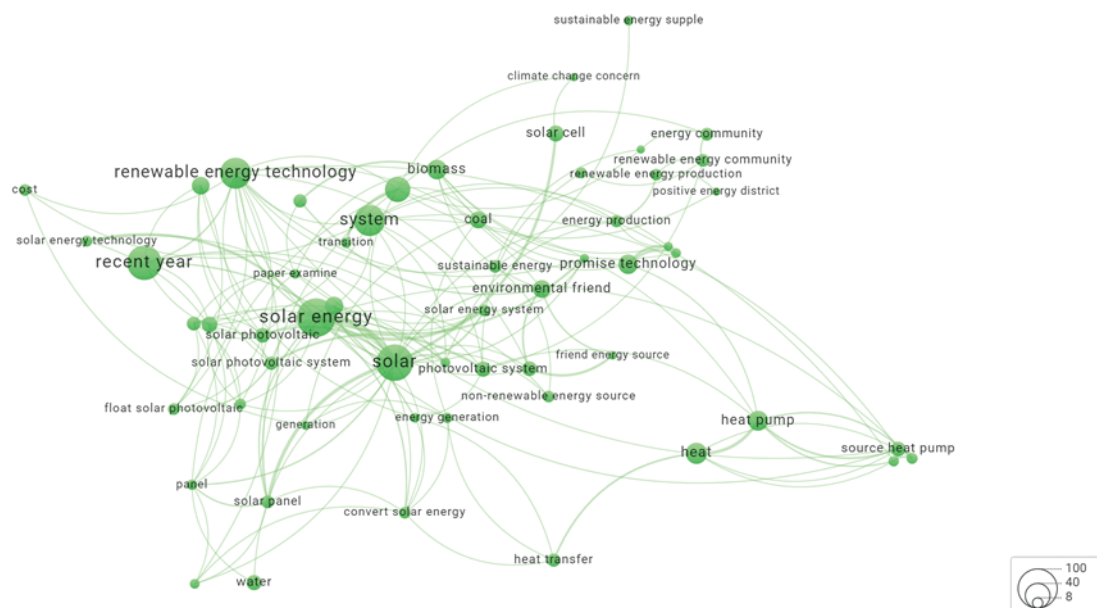 sustainable energy supple
climate change concern
solar cell
energy community
renewable energy community
renewable energy technology
biomass
renewable energy production
cost
positive energy district
system
coal
energy production
solar energy technology
transition
recent year
paper examine
sustainable energy
promise technology
environmental friend
solar energy
solar energy system
solar photovoltaic
solar photovoltaic system
solar
photovoltaic system
friend energy source
non-renewable energy source
float solar photovoltaic
generation
energy generation
heat pump
heat
source heat pump
panel
solar panel
convert solar energy
heat transfer
water
100
40
8